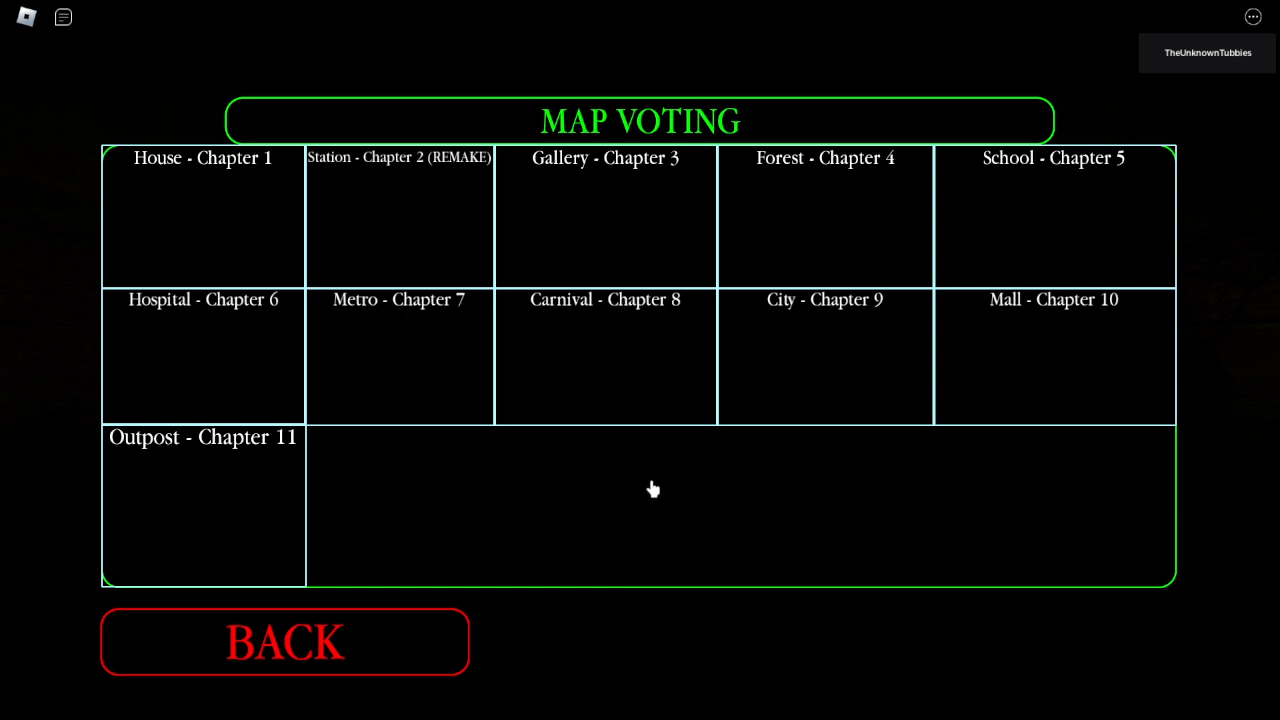 TheUnknownTubbies
MAP VOTING
House - Chapter 1
Station - Chapter 2 (REMAKE)
Gallery - Chapter 3
Forest - Chapter 4
School - Chapter 5
Hospital - Chapter 6
Metro - Chapter 7
Carnival - Chapter 8
City - Chapter 9
Mall - Chapter 10
Outpost - Chapter 11
BACK